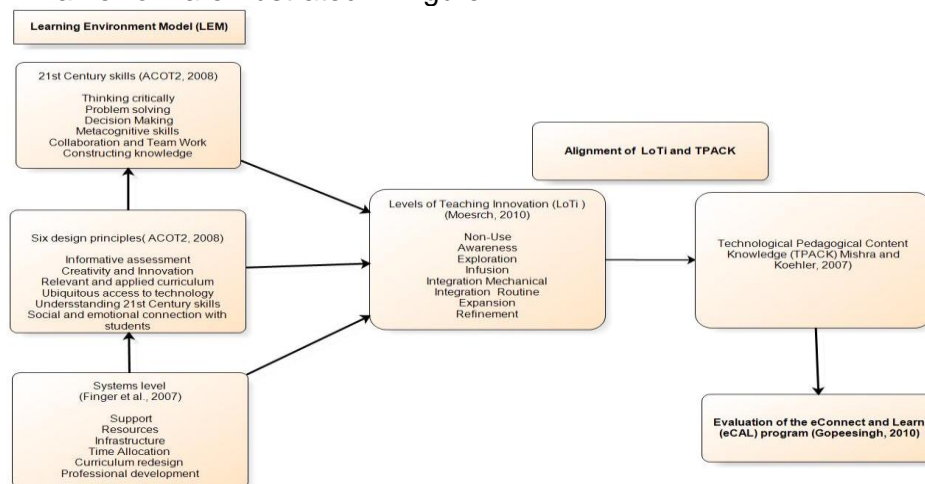 Learning Environment Model (LEM)
21st Century skills (ACOT2, 2008)
Thinking critically
Problem solving
Decision Making
Metacognitive skills
Collaboration and Team Work
Constructing knowledge
Six design principles( ACOT2, 2008)
Informative assessment
Creativity and Innovation
Relevant and applied curriculum
Ubiquitous access to technology
Undersstanding 21st Century skills
Social and emotional connection with
students
Systems level
(Finger et al., 2007)
Support
Resources
Infrastructure
Time Allocation
Curriculum redesign
Professional development
Alignment of LoTi and TPACK
Levels of Teaching Innovation (LoTi )
(Moesrch, 2010)
Non-Use
Awareness
Exploration
Infusion
Integration Mechanical
Integration Routine
Expansion
Refinement
Technological Pedagogical Content
Knowledge (TPACK) Mishra and
Koehler, 2007)
Evaluation of the eConnect and Learn
(eCAL) program (Gopeesingh, 2010)